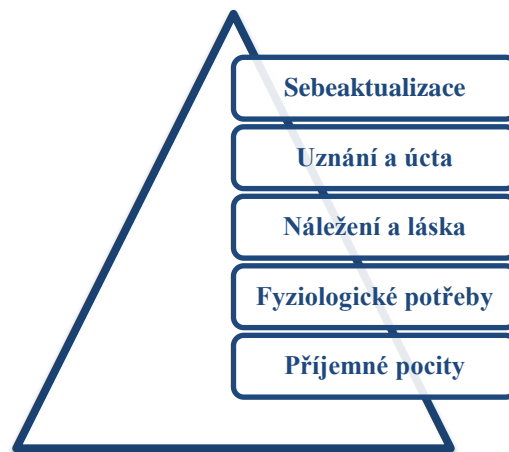 Sebeaktualizace
Uznání a úcta
Náležení a láska
Fyziologické potřeby
Příjemné pocity